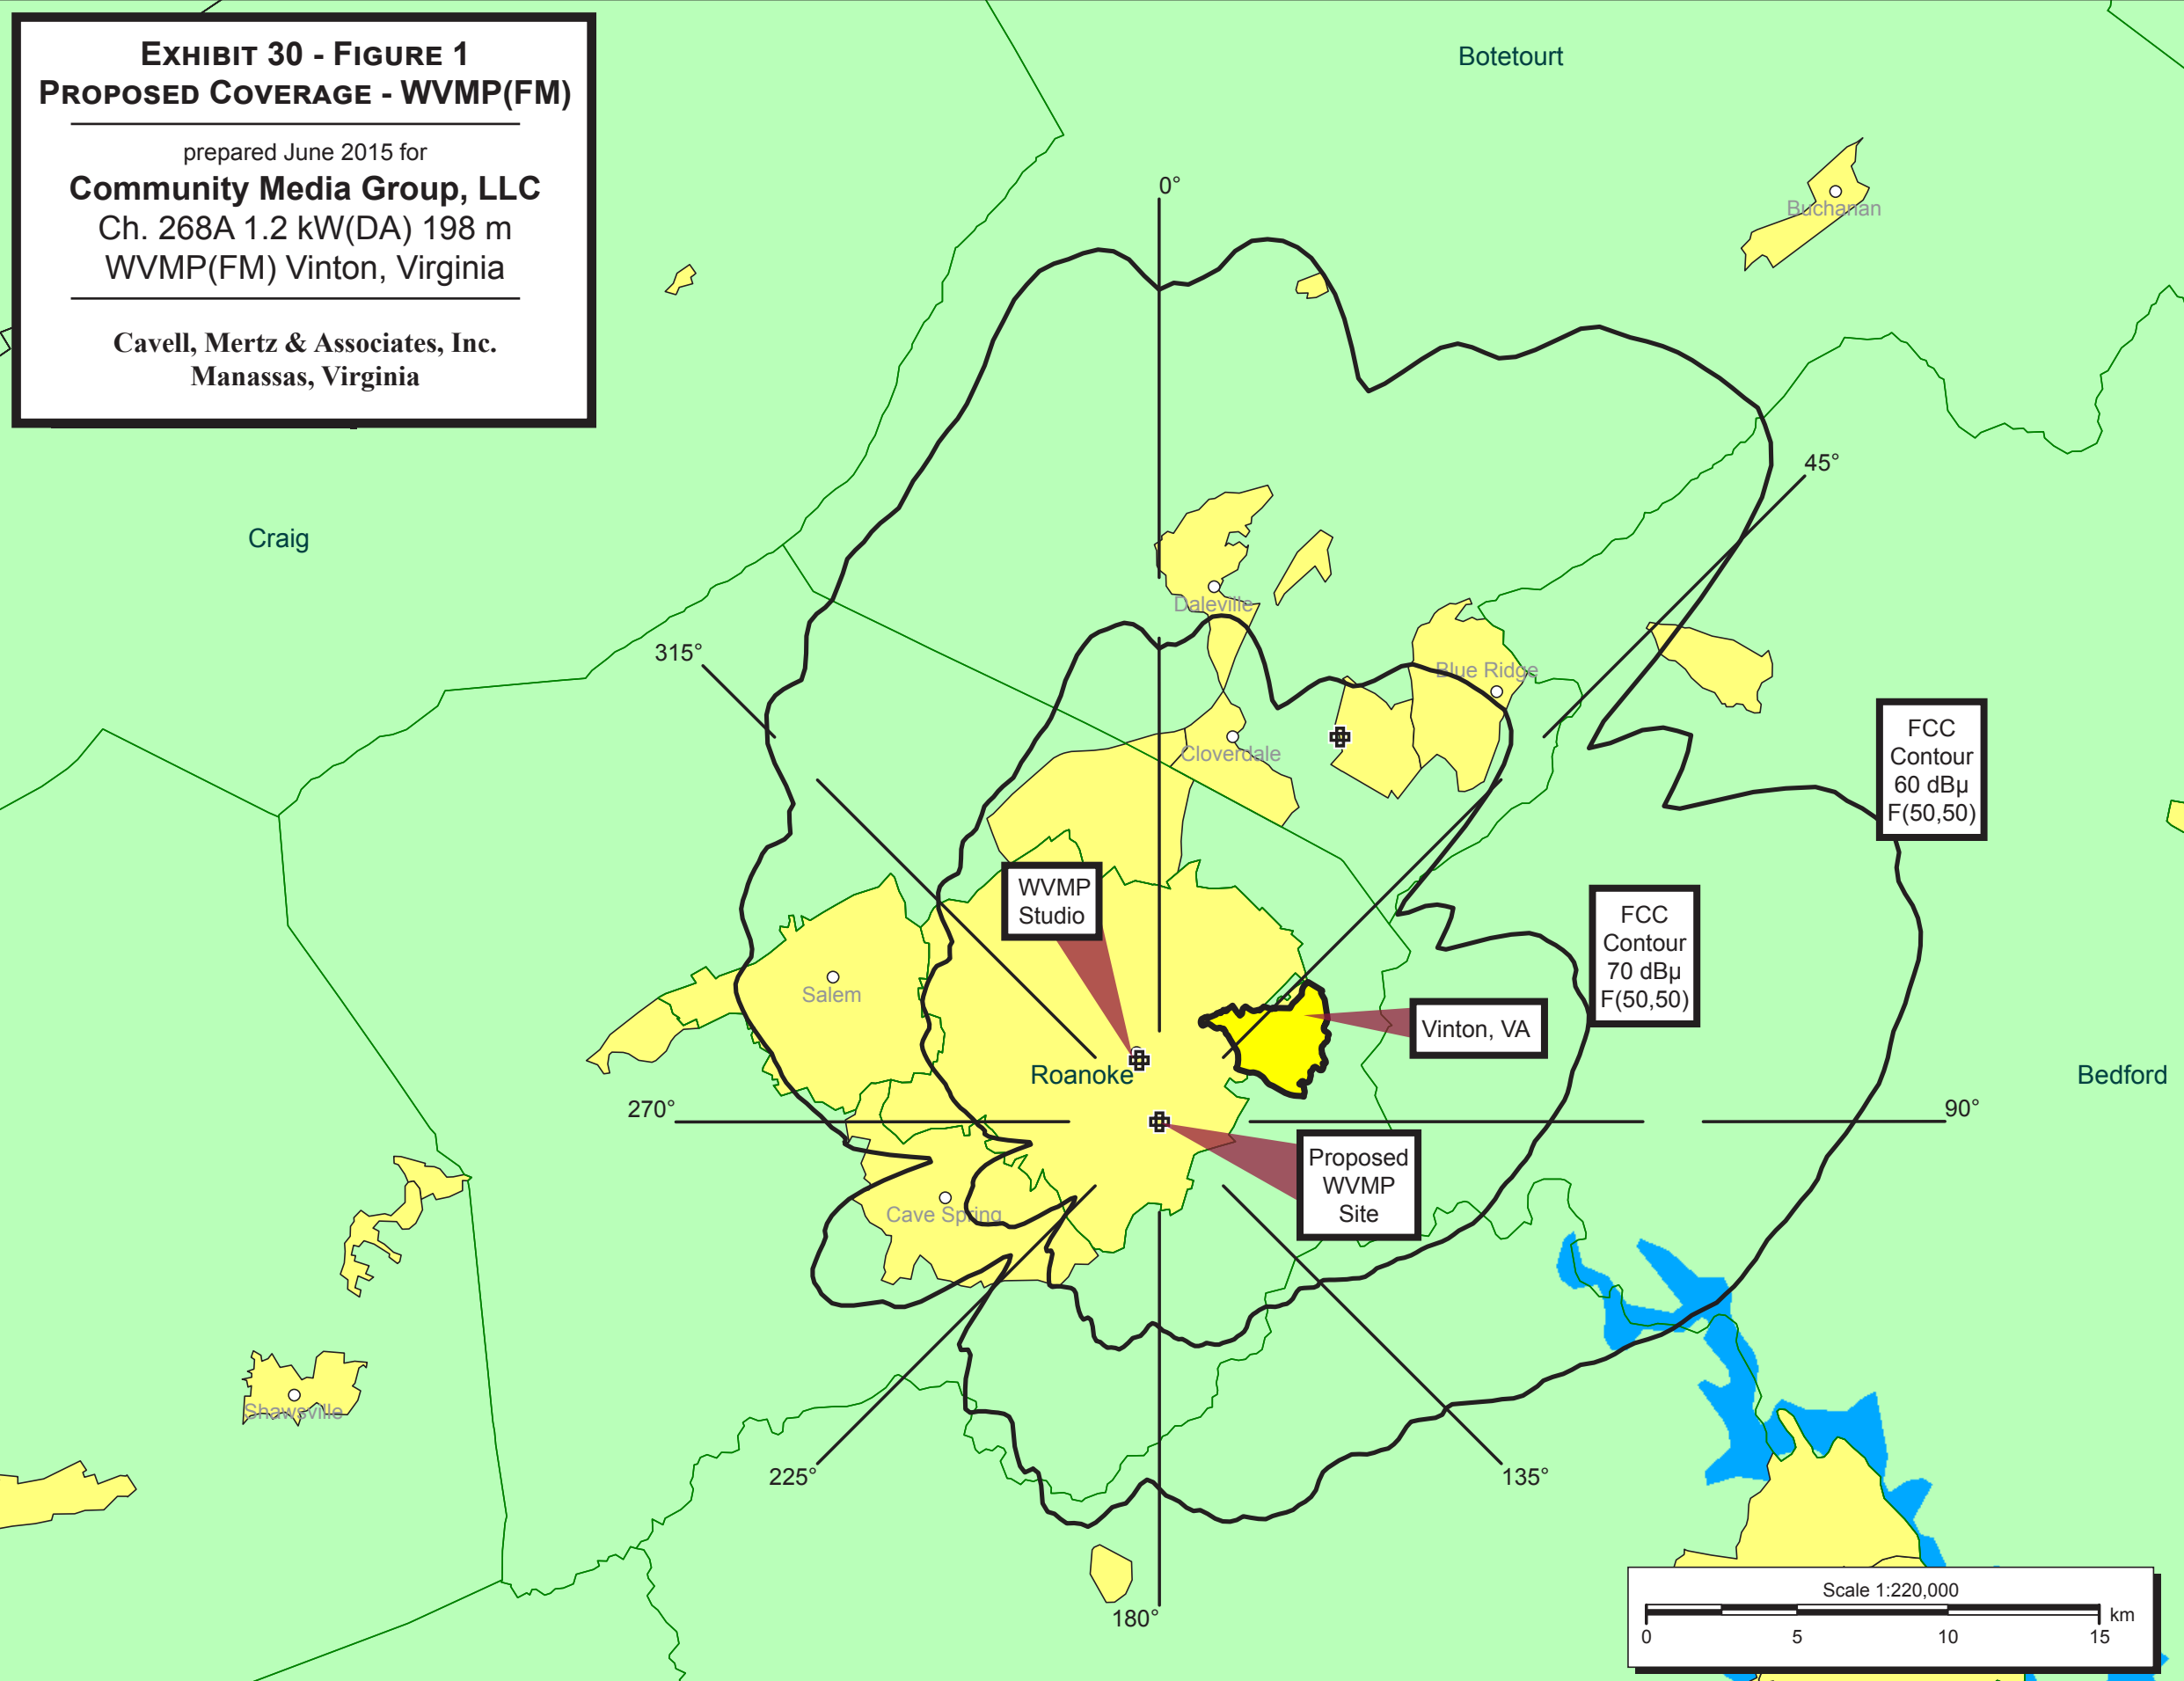 EXHIBIT 30 - FIGURE 1
PROPOSED COVERAGE - WVMP(FM)
prepared June 2015 for
Community Media Group, LLC
Ch. 268A 1.2 kW(DA) 198 m
WVMP(FM) Vinton, Virginia
Cavell, Mertz & Associates, Inc.
Manassas, Virginia
Botetourt
Buchanan
0°
45°
Craig
Daleville
315°
Blue Ridge
Cloverdale
FCC
Contour
60 dBµ
F(50,50)
WVMP
Studio
FCC
Contour
70 dBµ
F(50,50)
Salem
Vinton, VA
Roanoke
Bedford
270°
90°
Proposed
WVMP
Site
Cave Spring
Shawsville
225°
135°
180°
Scale 1:220,000
km
0 5 10 15